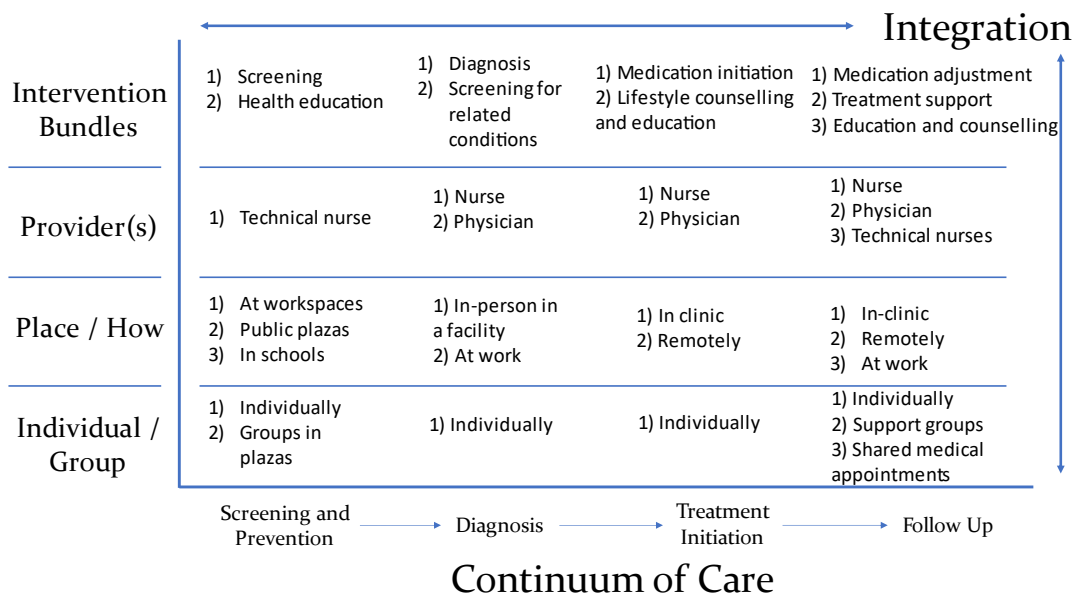 Integration
Intervention
Bundles
1) Screening
2) Health education
1) Diagnosis
2) Screening for
related
conditions
1) Medication initiation
2) Lifestyle counselling
and education
1) Medication adjustment
2) Treatment support
3) Education and counselling
Provider(s)
1) Technical nurse
1) Nurse
2) Physician
1) Nurse
2) Physician
1) Nurse
2) Physician
3) Technical nurses
Place / How
1) At workspaces
2) Public plazas
3) In schools
1) In-person in
a facility
2) At work
1) In clinic
2) Remotely
1) In-clinic
2) Remotely
3) At work
Individual /
Group
1) Individually
2) Groups in
plazas
1) Individually
1) Individually
1) Individually
2) Support groups
3) Shared medical
appointments
Screening and
Prevention
Diagnosis
Treatment
Initiation
Follow Up
Continuum of Care